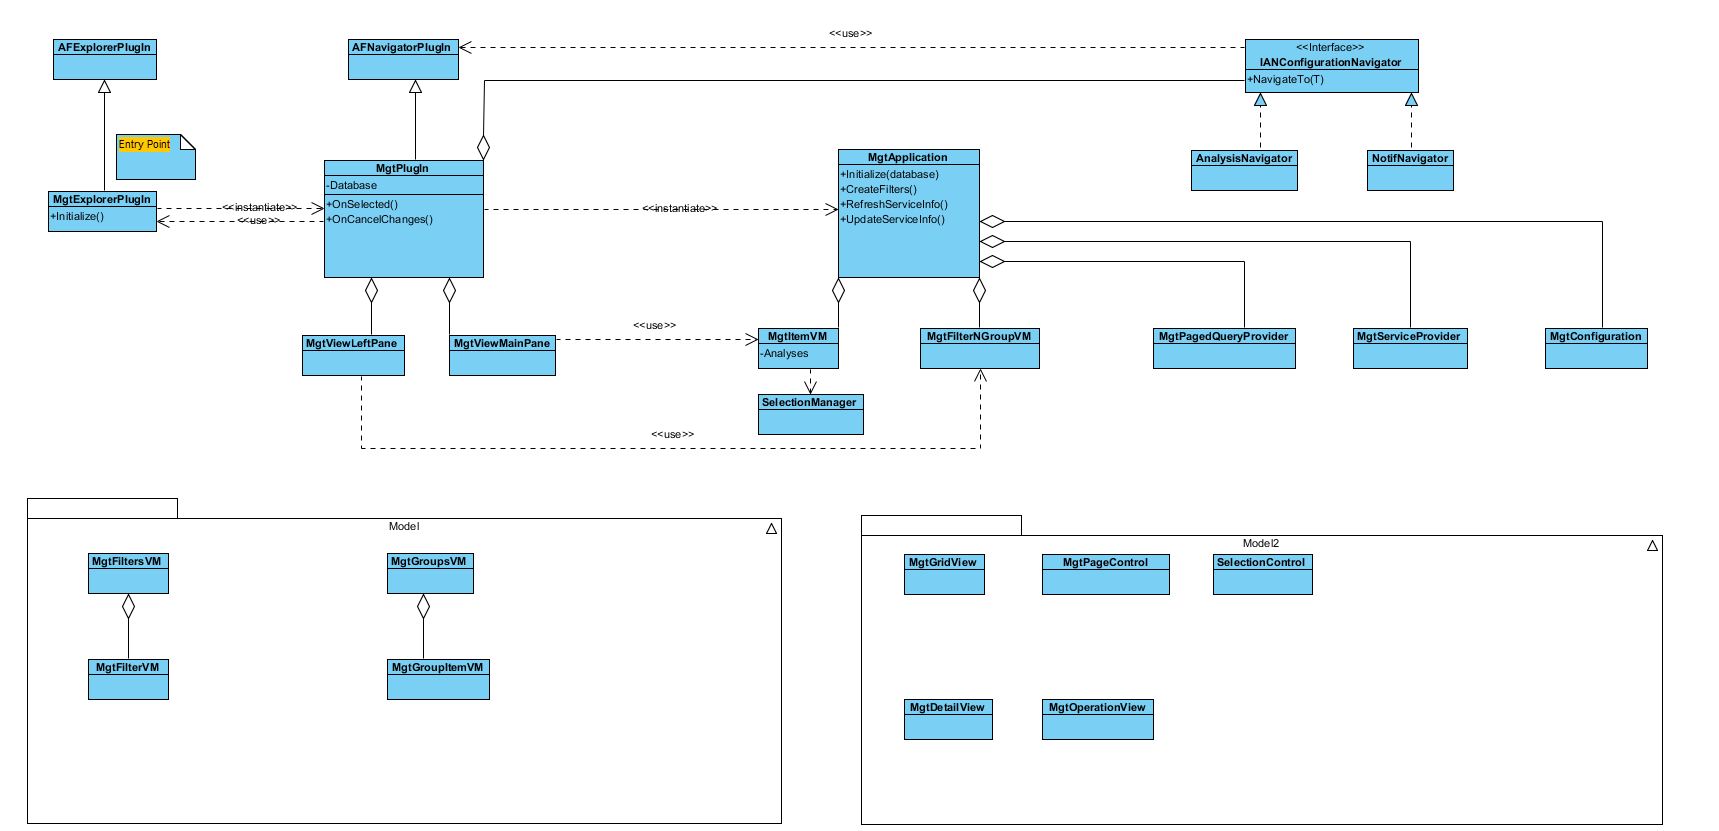 <<use>>
AFExplorerPlugIn
AFNavigatorPlugIn
<<Interface>>
IANConfigurationNavigator
+NavigateTo(T)
Entry Point
MgtPlugIn
-Database
+OnSelected()
+OnCancelChanges()
MgtApplication
+Initialize(database)
+CreateFilters()
+RefreshServiceInfo()
+UpdateServiceInfo()
AnalysisNavigator
NotifNavigator
MgtExplorerPlugIn
+Initialize()
<<instantiate>>
<<use>>
<<instantiate>>
MgtViewLeftPane
MgtViewMainPane
<<use>>
MgtItemVM
-Analyses
MgtFilterNGroupVM
MgtPagedQueryProvider
MgtServiceProvider
MgtConfiguration
SelectionManager
<<use>>
Model
MgtFiltersVM
MgtGroupsVM
MgtFilterVM
MgtGroupItemVM
Model2
MgtGridView
MgtPageControl
SelectionControl
MgtDetailView
MgtOperationView